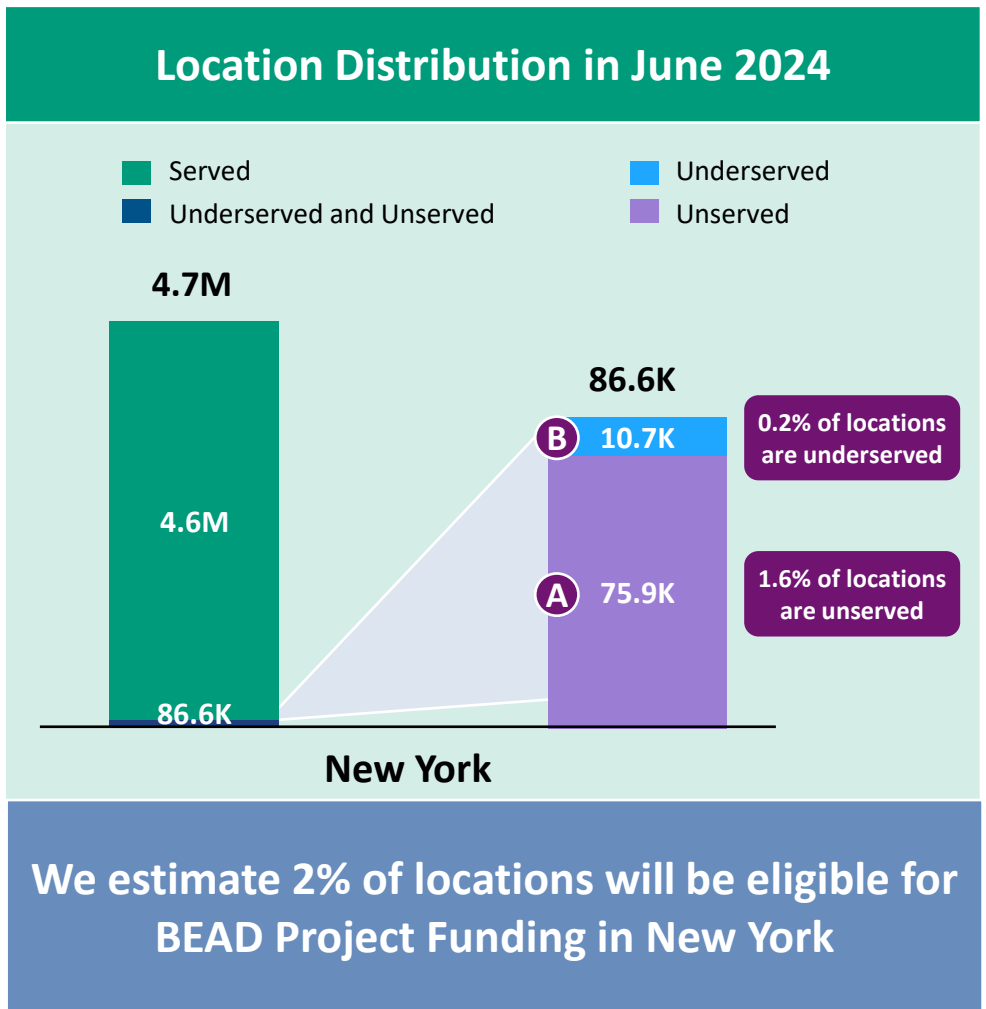 Location Distribution in June 2024
Served
Underserved
Underserved and Unserved
Unserved
4.7M
86.6K
B
10.7K
0.2% of locations
are underserved
4.6M
A
75.9K
1.6% of locations
are unserved
86.6K
New York
We estimate 2% of locations will be eligible for
BEAD Project Funding in New York